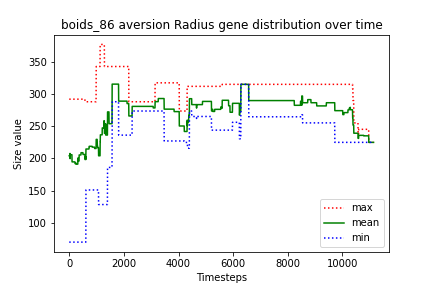 boids_86 aversion Radius gene distribution over time
Size value
350
300
250
200
150
100
0
2000
4000
6000
8000
10000
Timesteps
max
mean
min